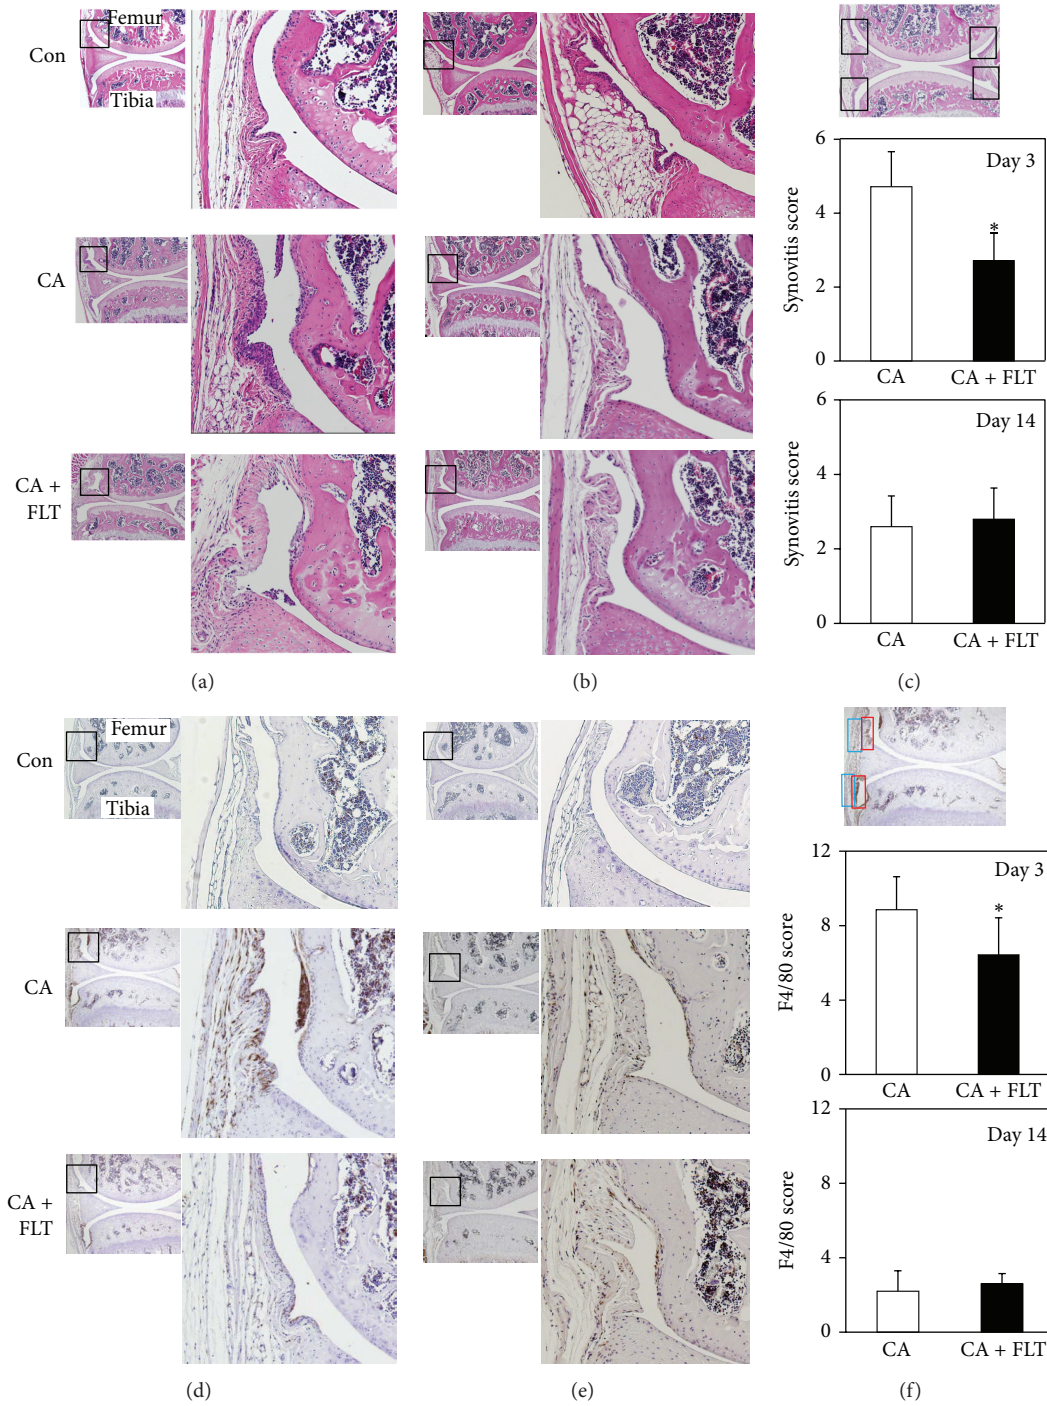 Femur
Con
Tibia
CA
CA +
FLT
(a)
(b)
6
Day 3
4
*
2
0
Synovitis score
CA
CA + FLT
6
Day 14
4
2
0
Synovitis score
CA
CA + FLT
(c)
Femur
Con
Tibia
CA
CA +
FLT
(d)
(e)
12
Day 3
8
*
4
0
F4/80 score
CA
CA + FLT
12
Day 14
8
4
0
F4/80 score
CA
CA + FLT
(f)